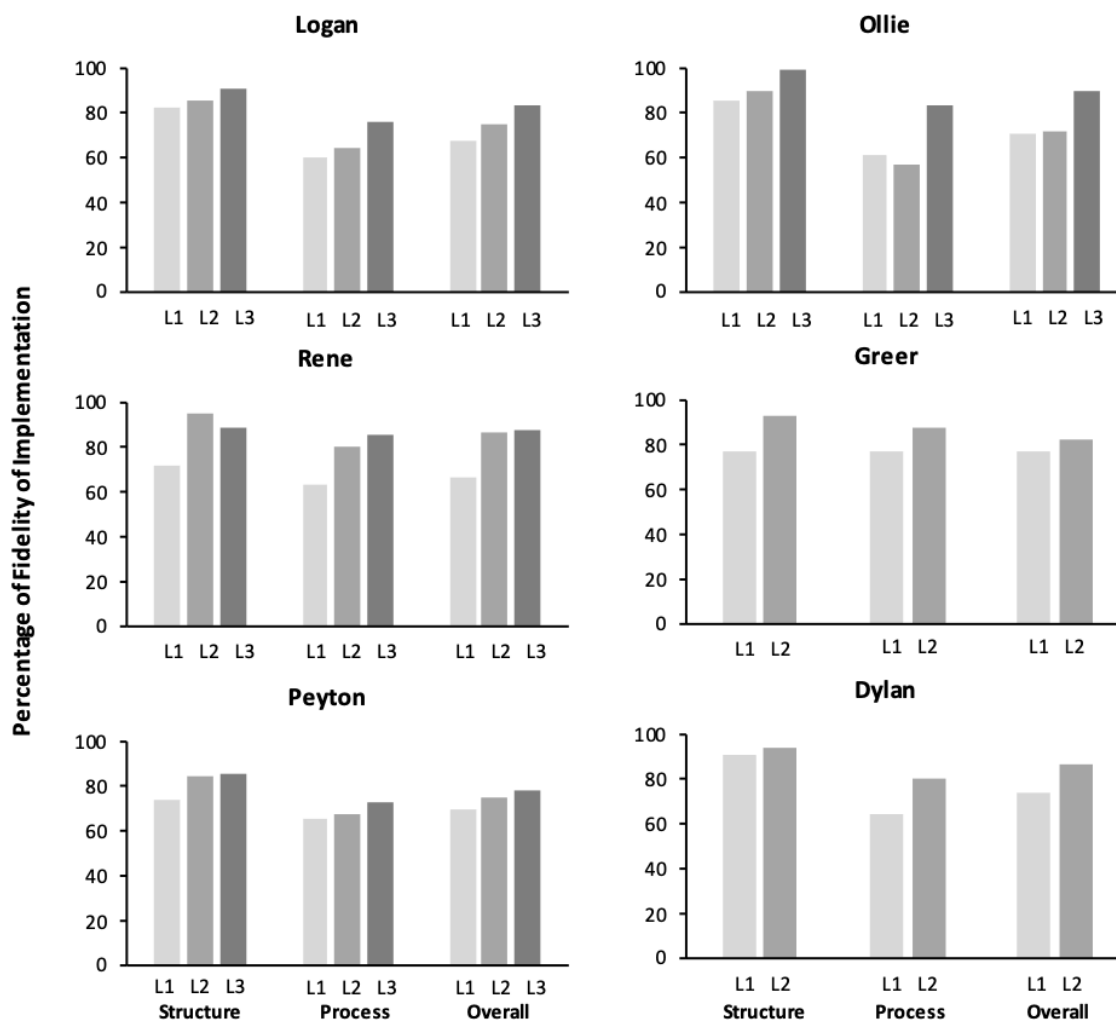 Logan
100
80
60
40
20
0
L1 L2 L3 L1 L2 L3 L1 L2 L3
Ollie
100
80
60
40
20
0
L1 L2 L3 L1 L2 L3 L1 L2 L3
Percentage of Fidelity of Implementation
Rene
100
80
60
40
20
0
L1 L2 L3 L1 L2 L3 L1 L2 L3
Greer
100
80
60
40
20
0
L1 L2 L1 L2 L1 L2
Peyton
100
80
60
40
20
0
L1 L2 L3 L1 L2 L3 L1 L2 L3
Structure Process Overall
Dylan
100
80
60
40
20
0
L1 L2 L1 L2 L1 L2
Structure Process Overall